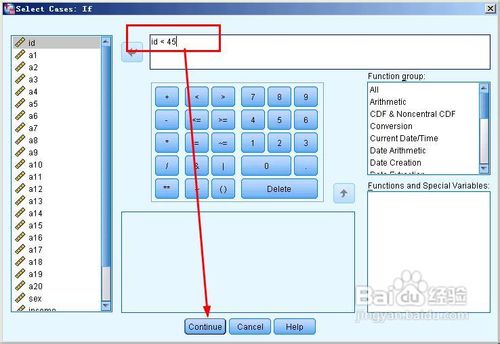 Select Cases: If
id
a1
a2
a3
a4
a5
a6
a7
a8
a9
a10
a11
a12
a13
a14
a15
a16
a17
a18
a19
a20
sex
income
id < 45
+ < > 7 8 9
- <= >= 4 5 6
* = ~= 1 2 3
/ & | 0 .
** ~ ( ) Delete
Function group:
All
Arithmetic
CDF & Noncentral CDF
Conversion
Current Date/Time
Date Arithmetic
Date Creation
Date Extraction
Functions and Special Variables:
Continue Cancel Help
Baidu 经验
jingyan.baidu.com